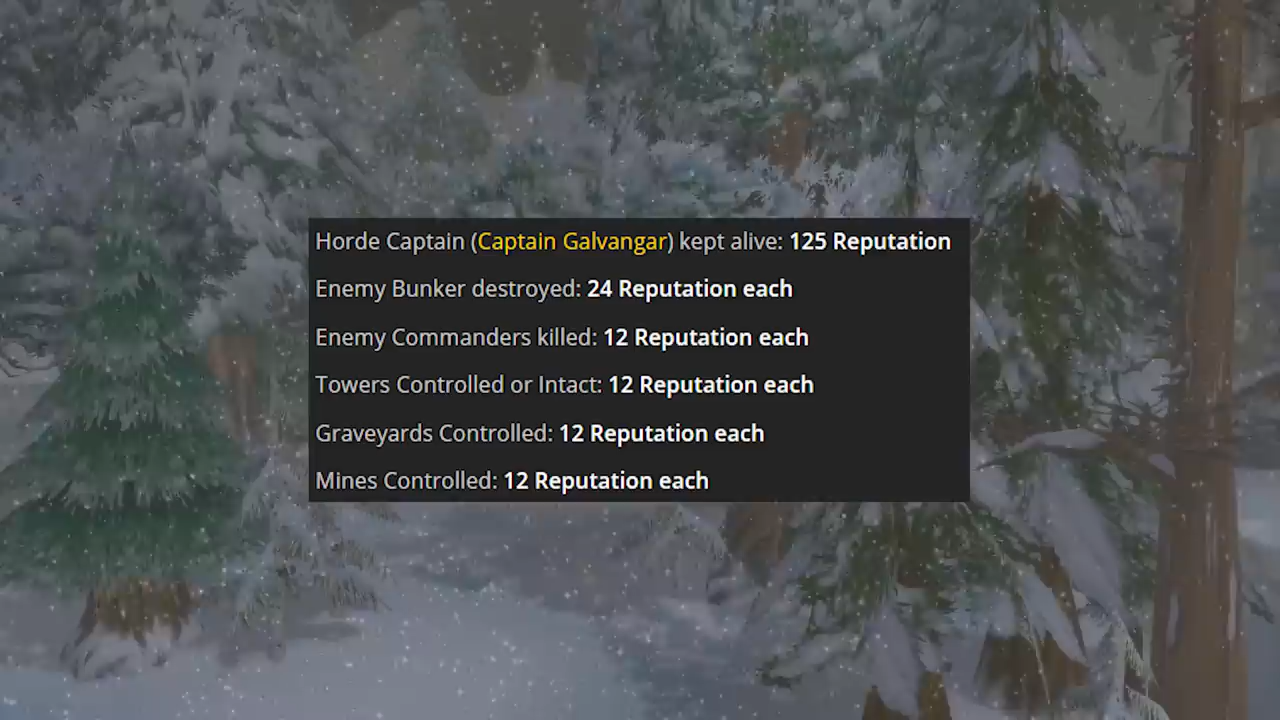 Horde Captain (Captain Galvangar) kept alive: 125 Reputation
Enemy Bunker destroyed: 24 Reputation each
Enemy Commanders killed: 12 Reputation each
Towers Controlled or Intact: 12 Reputation each
Graveyards Controlled: 12 Reputation each
Mines Controlled: 12 Reputation each